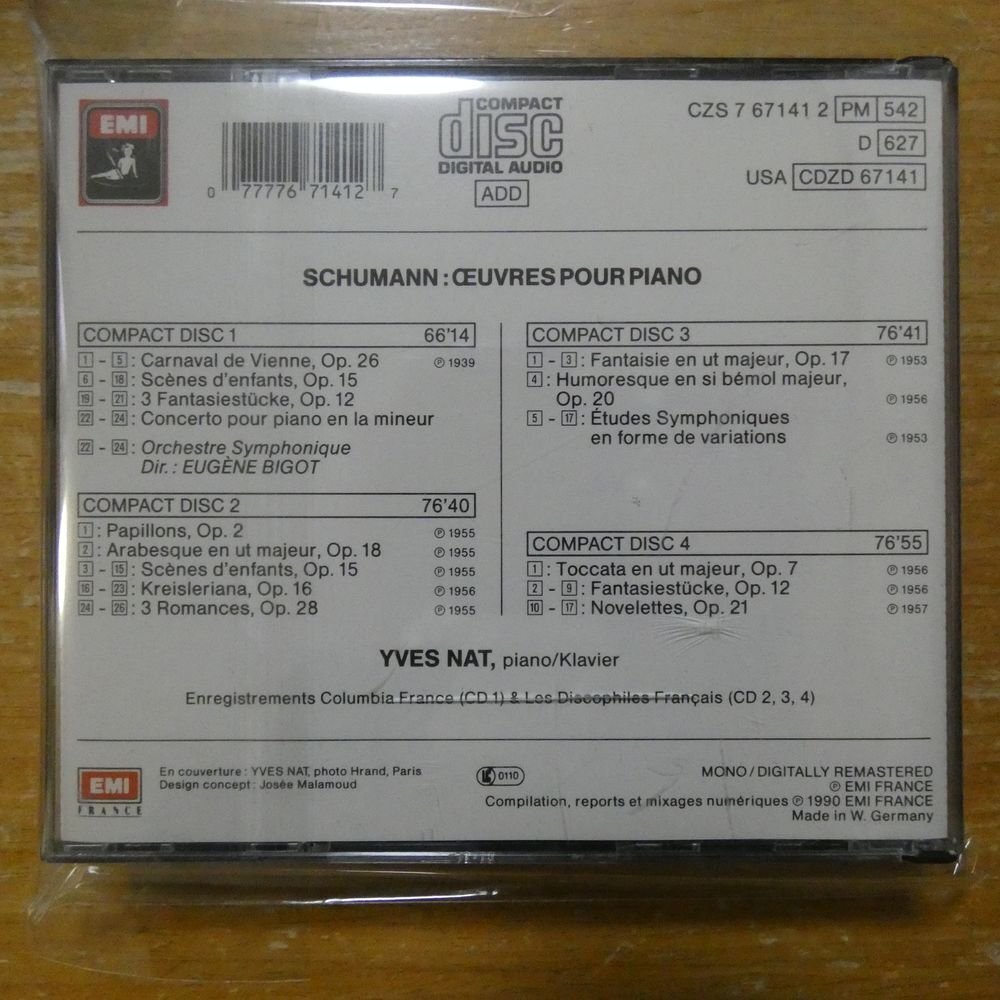 EMI
0 77776 71412 7
COMPACT
disc
DIGITAL AUDIO
ADD
CZS 7 67141 2 PM 542
D 627
USA CDZD 67141
SCHUMANN : ŒUVRES POUR PIANO
COMPACT DISC 1 66'14
1 - 5 : Carnaval de Vienne, Op. 26 ℗ 1939
6 - 18 : Scènes d'enfants, Op. 15
19 - 21 : 3 Fantasiestücke, Op. 12
22 - 24 : Concerto pour piano en la mineur
22 - 24 : Orchestre Symphonique
Dir. : EUGÈNE BIGOT
COMPACT DISC 2 76'40
1 : Papillons, Op. 2 ℗ 1955
2 : Arabesque en ut majeur, Op. 18 ℗ 1955
3 - 15 : Scènes d'enfants, Op. 15 ℗ 1955
16 - 23 : Kreisleriana, Op. 16 ℗ 1956
24 - 26 : 3 Romances, Op. 28 ℗ 1955
COMPACT DISC 3 76'41
1 - 3 : Fantaisie en ut majeur, Op. 17 ℗ 1953
4 : Humoresque en si bémol majeur,
Op. 20 ℗ 1956
5 - 17 : Études Symphoniques
en forme de variations ℗ 1953
COMPACT DISC 4 76'55
1 : Toccata en ut majeur, Op. 7 ℗ 1956
2 - 9 : Fantasiestücke, Op. 12 ℗ 1956
10 - 17 : Novelettes, Op. 21 ℗ 1957
YVES NAT, piano/Klavier
Enregistrements Columbia France (CD 1) & Les Discophiles Français (CD 2, 3, 4)
EMI
FRANCE
En couverture : YVES NAT, photo Hrand, Paris
Design concept : Josée Malamoud
LC 0110
MONO / DIGITALLY REMASTERED
℗ EMI FRANCE
Compilation, reports et mixages numériques ℗ 1990 EMI FRANCE
Made in W. Germany